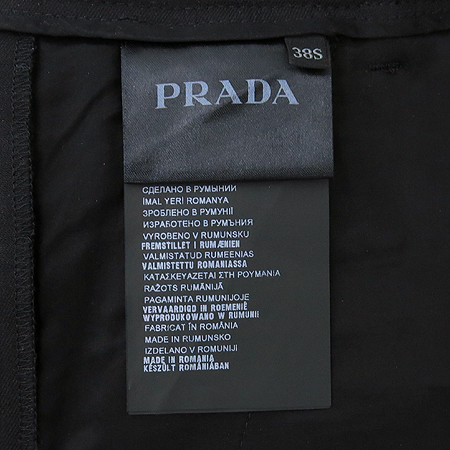 38S
PRADA
СДЕЛАНО В РУМЫНИИ
IMAL YERİ ROMANYA
ЗРОБЛЕНО В РУМУНІЇ
ИЗРАБОТЕНО В РУМЪНИЯ
VYROBENO V RUMUNSKU
FREMSTILLET I RUMÆNIEN
VALMISTATUD RUMEENIAS
VALMISTETTU ROMANIASSA
ΚΑΤΑΣΚΕΥΑΖΕΤΑΙ ΣΤΗ ΡΟΥΜΑΝΙΑ
RAŽOTS RUMĀNIJĀ
PAGAMINTA RUMUNIJOJE
VERVAARDIGD IN ROEMENIË
WYPRODUKOWANO W RUMUNII
FABRICAT ÎN ROMÂNIA
MADE IN RUMUNSKO
IZDELANO V ROMUNIJI
MADE IN ROMANIA
KÉSZÜLT ROMÁNIÁBAN